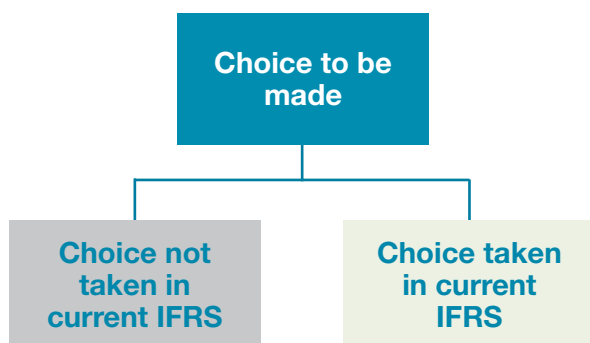 Choice to be
made
Choice not
taken in
current IFRS
Choice taken
in current
IFRS